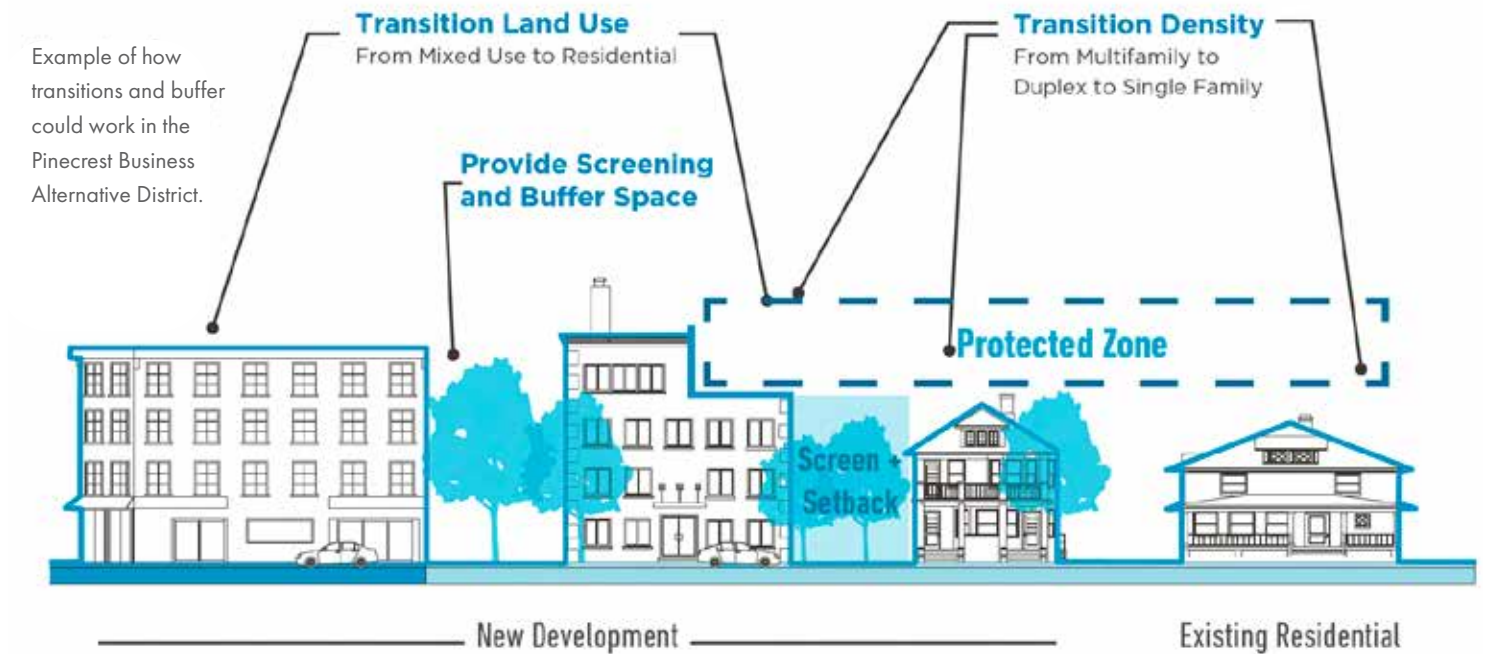 Example of how
transitions and buffer
could work in the
Pinecrest Business
Alternative District.
Transition Land Use
From Mixed Use to Residential
Provide Screening
and Buffer Space
Transition Density
From Multifamily to
Duplex to Single Family
Protected Zone
Screen +
Setback
New Development
Existing Residential